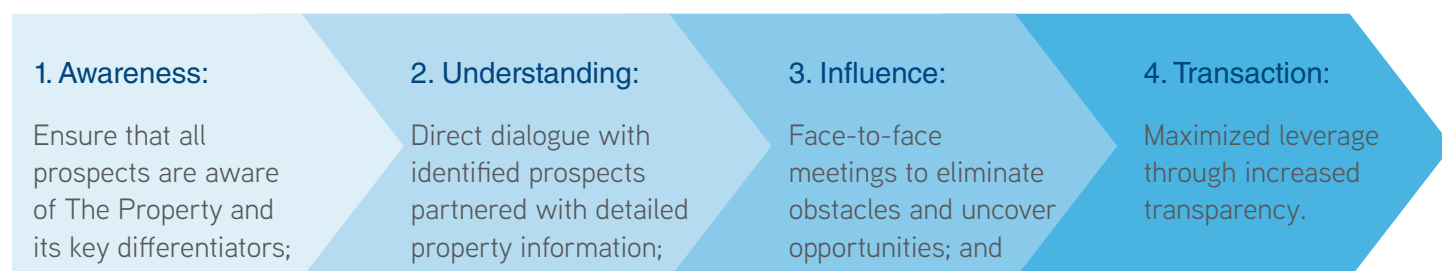 1. Awareness:
Ensure that all
prospects are aware
of The Property and
its key differentiators;
2. Understanding:
Direct dialogue with
identified prospects
partnered with detailed
property information;
3. Influence:
Face-to-face
meetings to eliminate
obstacles and uncover
opportunities; and
4. Transaction:
Maximized leverage
through increased
transparency.